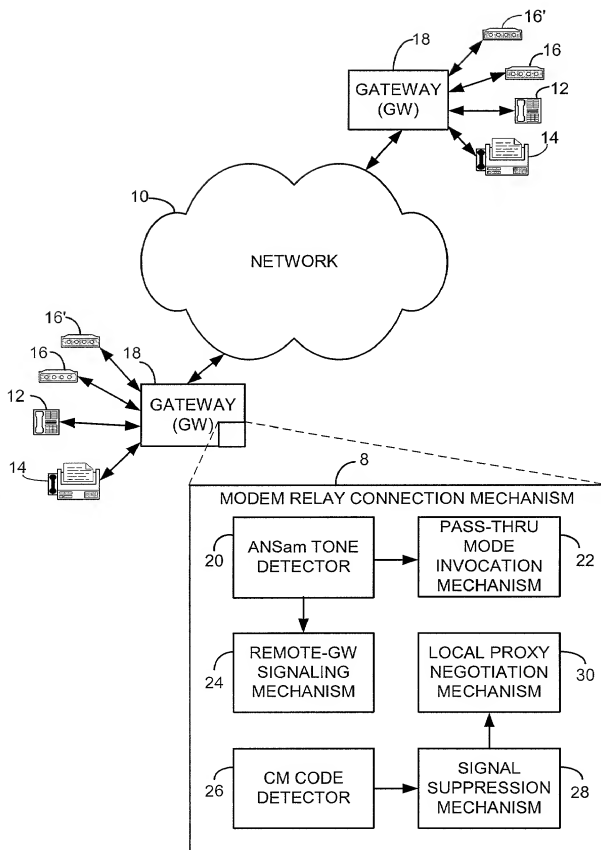 16'
18
16
GATEWAY
(GW)
12
14
10
NETWORK
16'
16
18
12
GATEWAY
(GW)
14
8
MODEM RELAY CONNECTION MECHANISM
20
ANSam TONE
DETECTOR
PASS-THRU
MODE
INVOCATION
MECHANISM
22
24
REMOTE-GW
SIGNALING
MECHANISM
LOCAL PROXY
NEGOTIATION
MECHANISM
30
26
CM CODE
DETECTOR
SIGNAL
SUPPRESSION
MECHANISM
28